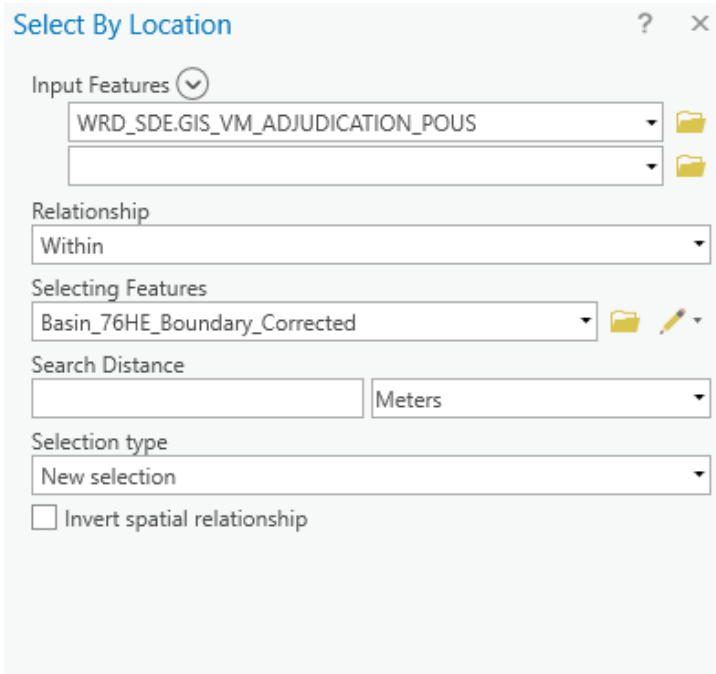 Select By Location ? ×
Input Features
WRD_SDE.GIS_VM_ADJUDICATION_POUS
Relationship
Within
Selecting Features
Basin_76HE_Boundary_Corrected
Search Distance
Meters
Selection type
New selection
Invert spatial relationship